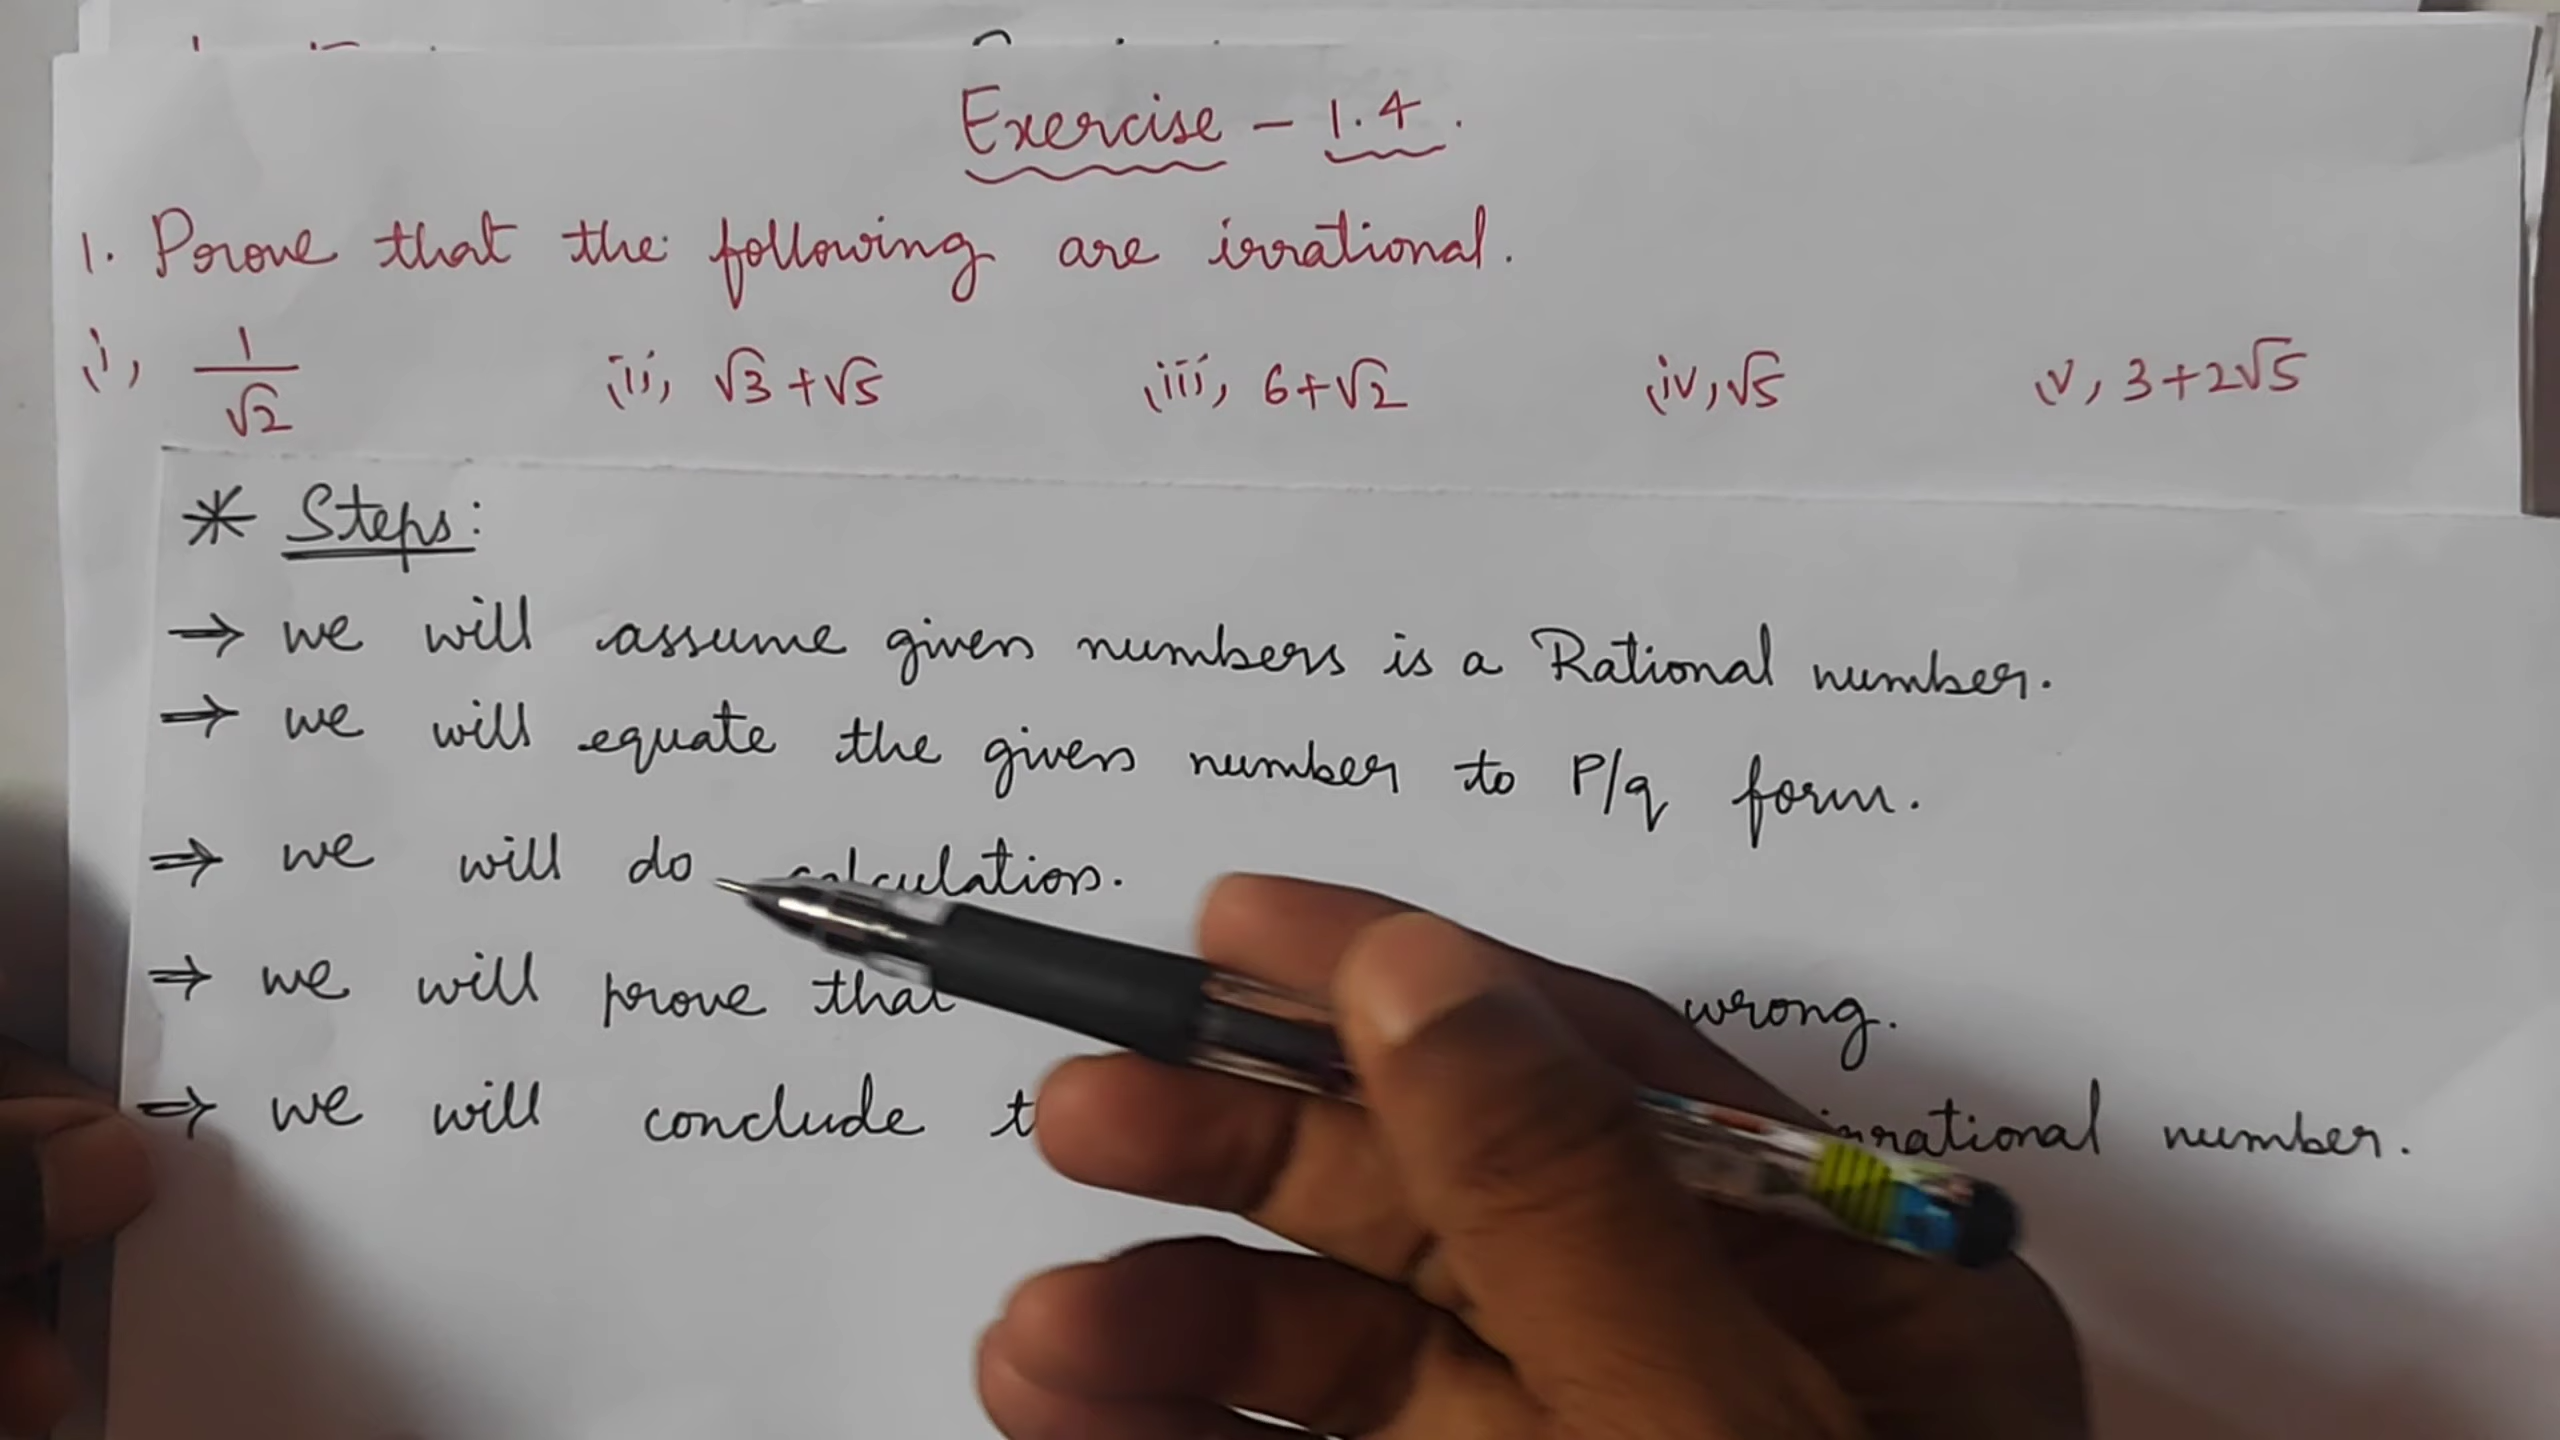 Exercise - 1.4.
1. Prove that the following are irrational.
(i, 1/√2 (ii, √3+√5 (iii, 6+√2 (iv, √5 (v, 3+2√5
* Steps:
⇒ we will assume given numbers is a Rational number.
⇒ we will equate the given number to P/q form.
⇒ we will do calculation.
⇒ we will prove that wrong.
⇒ we will conclude irrational number.